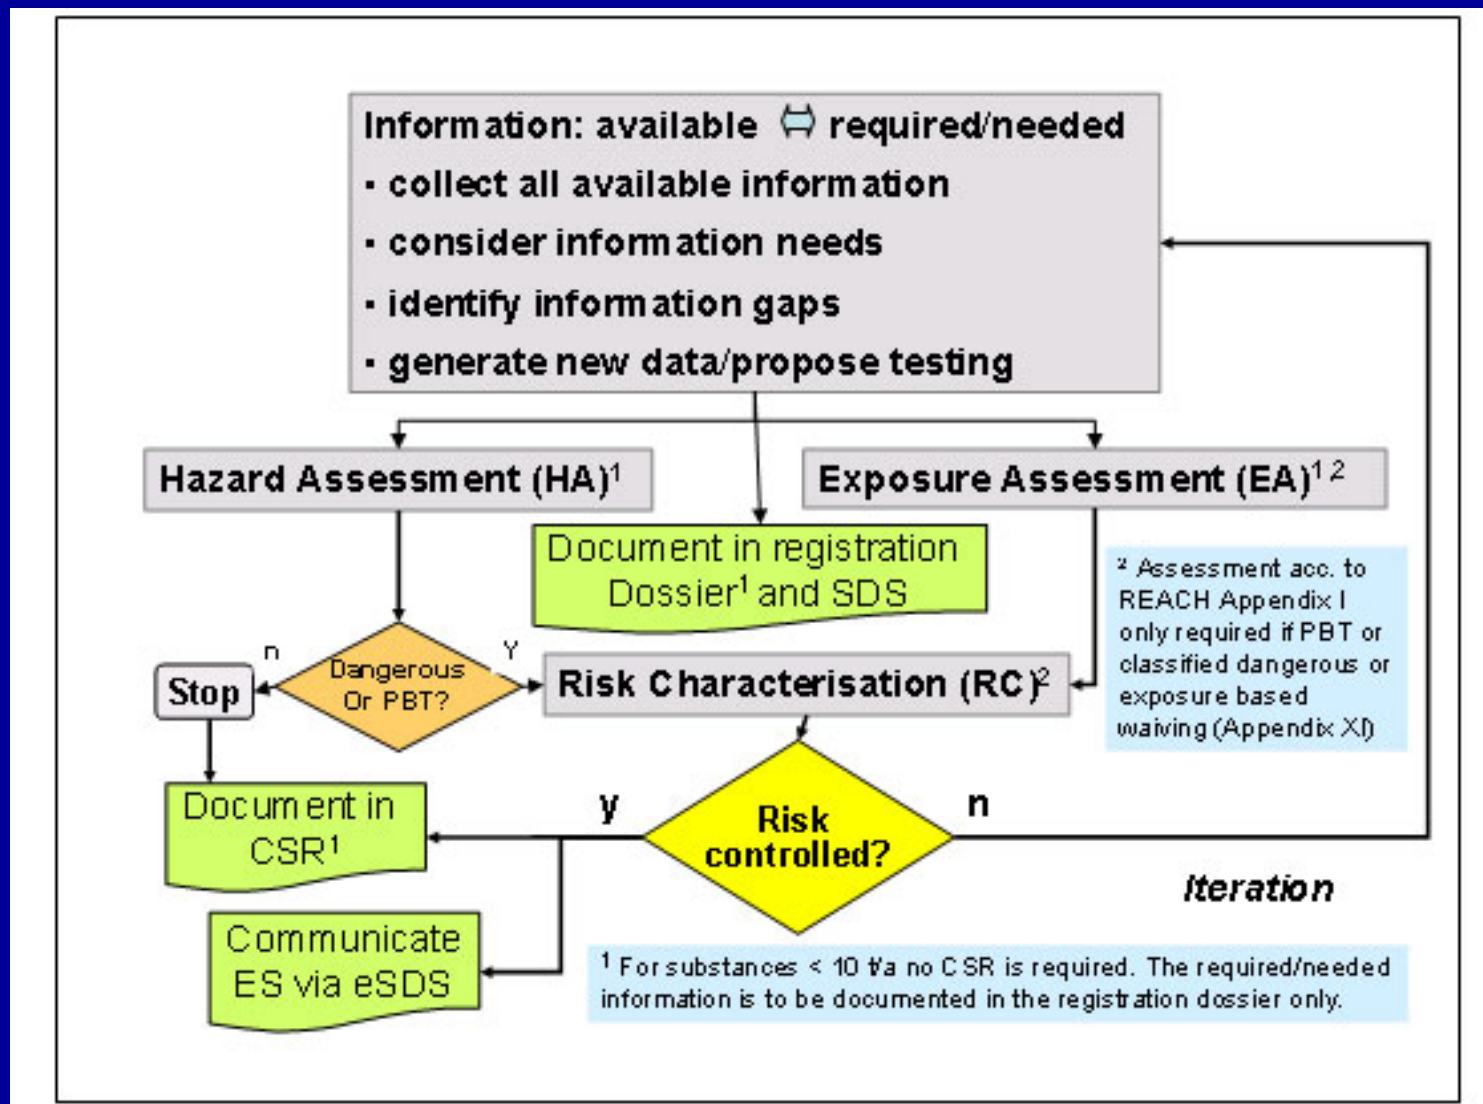 Information: available ⇔ required/needed
▪ collect all available information
▪ consider information needs
▪ identify information gaps
▪ generate new data/propose testing
Hazard Assessment (HA)¹
Exposure Assessment (EA)¹ ²
Document in registration
Dossier¹ and SDS
² Assessment acc. to
REACH Appendix I
only required if PBT or
classified dangerous or
exposure based
waiving (Appendix XI)
n
Dangerous
Or PBT?
Y
Stop
Risk Characterisation (RC)²
Document in
CSR¹
y
Risk
controlled?
n
Iteration
Communicate
ES via eSDS
¹ For substances < 10 t/a no CSR is required. The required/needed
information is to be documented in the registration dossier only.